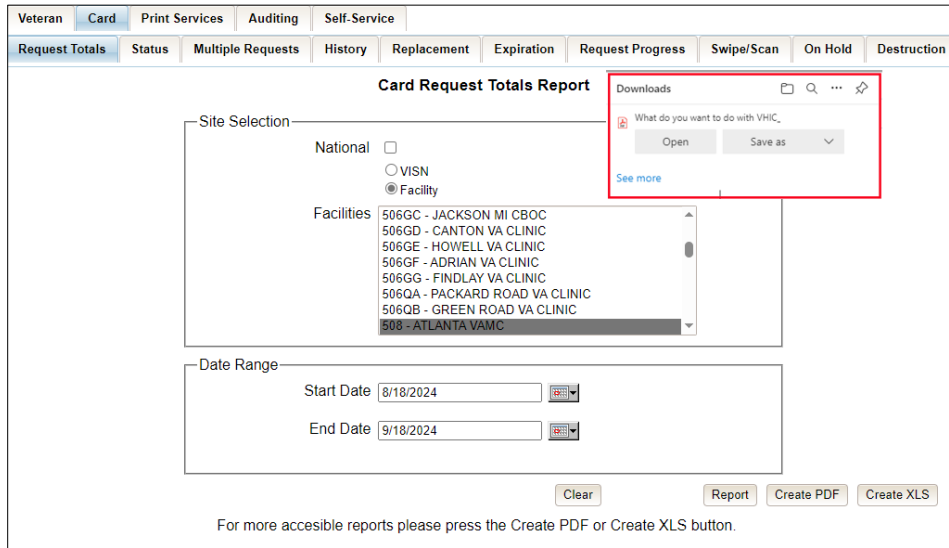 Veteran Card Print Services Auditing Self-Service
Request Totals Status Multiple Requests History Replacement Expiration Request Progress Swipe/Scan On Hold Destruction
Card Request Totals Report
Downloads
What do you want to do with VHIC_
Open Save as
See more
Site Selection
National
VISN
Facility
Facilities
506GC - JACKSON MI CBOC
506GD - CANTON VA CLINIC
506GE - HOWELL VA CLINIC
506GF - ADRIAN VA CLINIC
506GG - FINDLAY VA CLINIC
506QA - PACKARD ROAD VA CLINIC
506QB - GREEN ROAD VA CLINIC
508 - ATLANTA VAMC
Date Range
Start Date 8/18/2024
End Date 9/18/2024
Clear Report Create PDF Create XLS
For more accesible reports please press the Create PDF or Create XLS button.